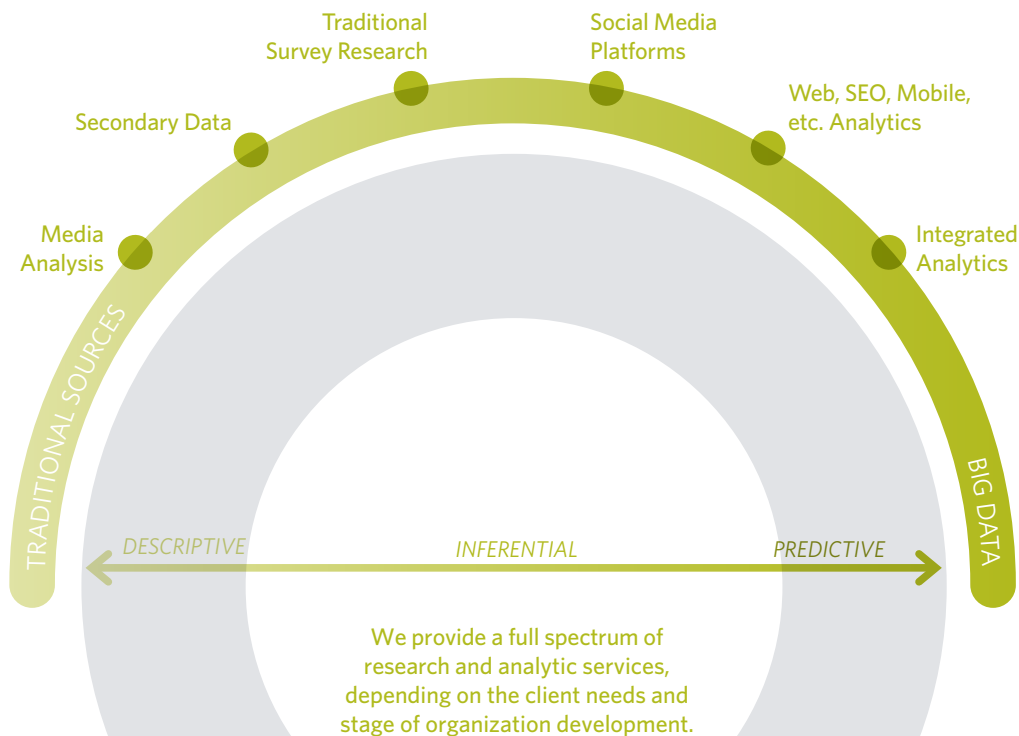 Traditional
Survey Research
Social Media
Platforms
Secondary Data
Web, SEO, Mobile,
etc. Analytics
Media
Analysis
Integrated
Analytics
TRADITIONAL SOURCES
BIG DATA
DESCRIPTIVE
INFERENTIAL
PREDICTIVE
We provide a full spectrum of
research and analytic services,
depending on the client needs and
stage of organization development.